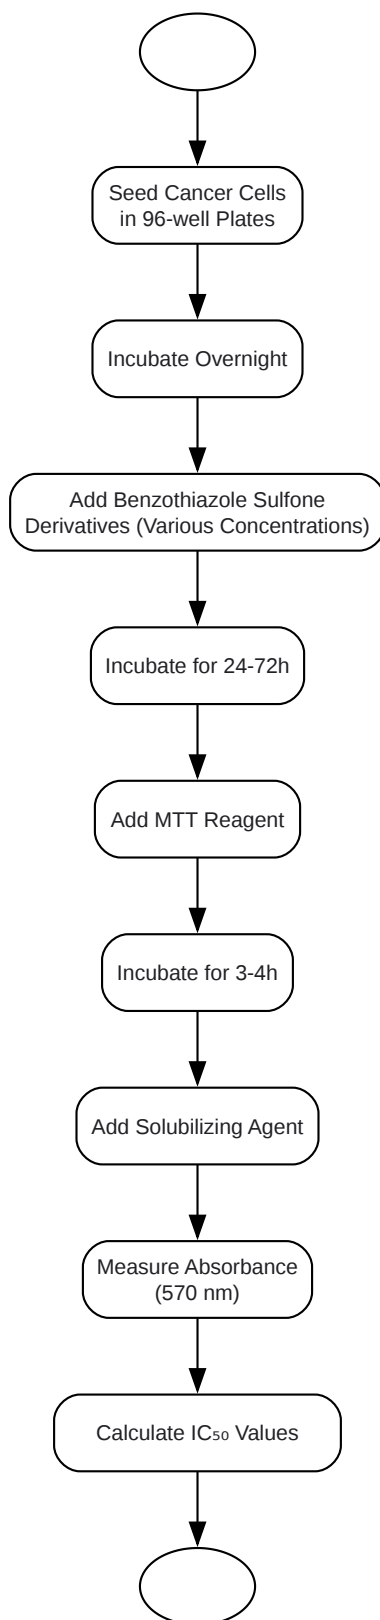 Seed Cancer Cells
in 96-well Plates
Incubate Overnight
Add Benzothiazole Sulfone
Derivatives (Various Concentrations)
Incubate for 24-72h
Add MTT Reagent
Incubate for 3-4h
Add Solubilizing Agent
Measure Absorbance
(570 nm)
Calculate IC₅₀ Values